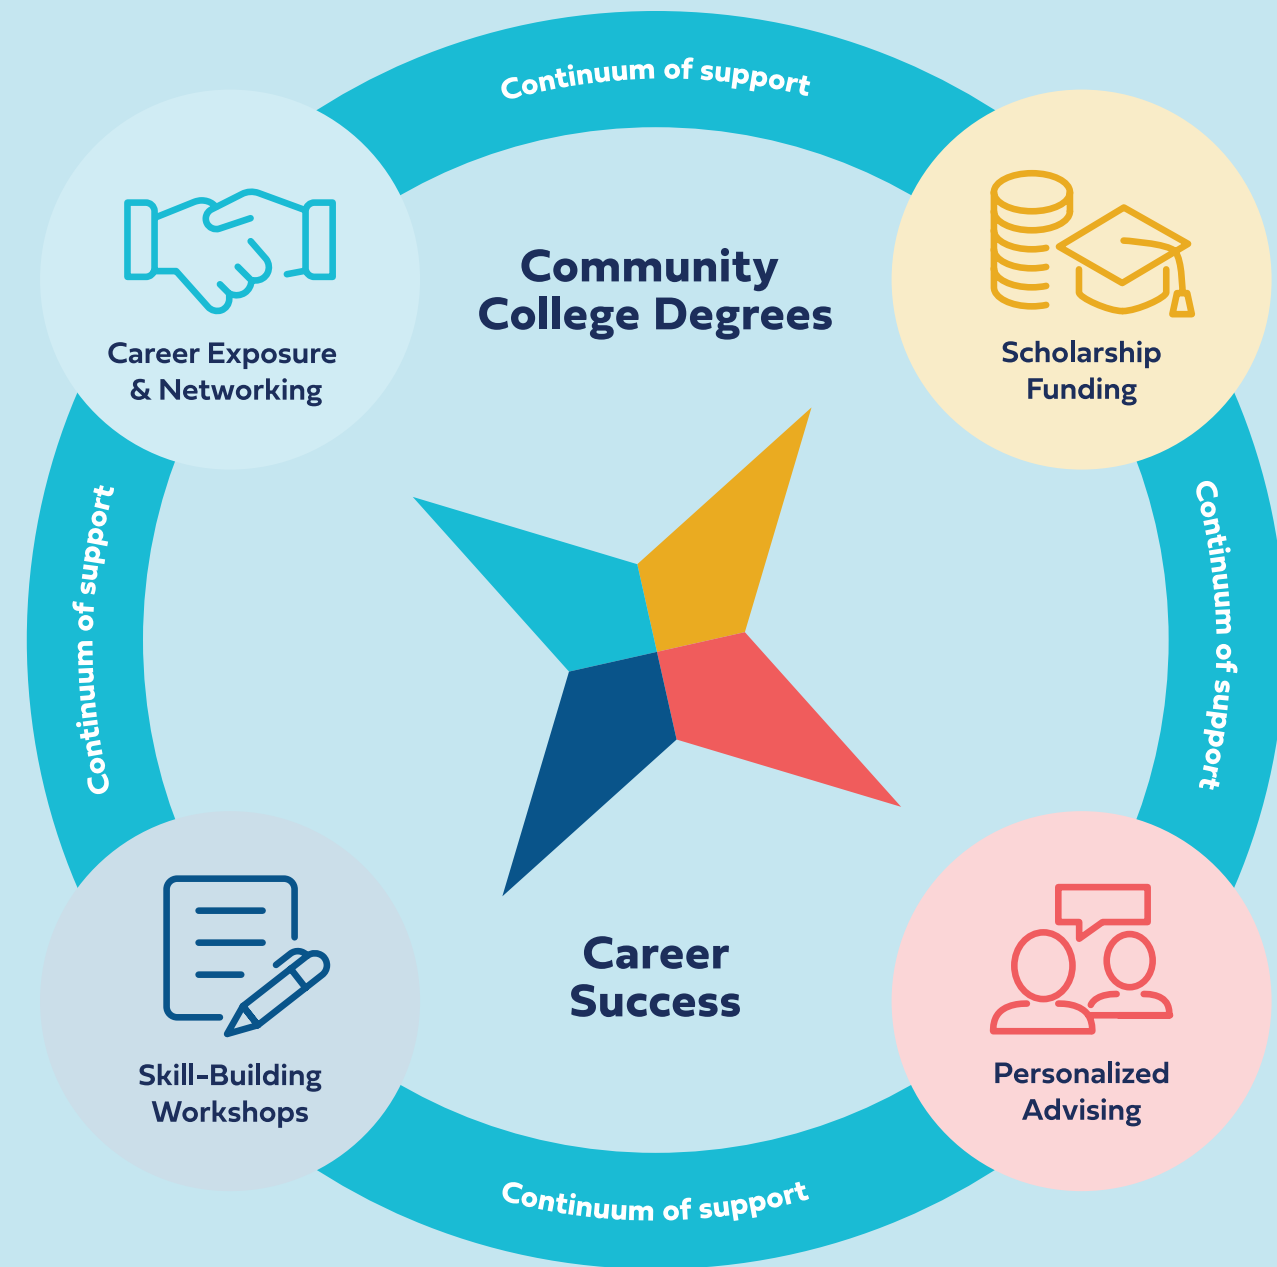 Continuum of support
Career Exposure
& Networking
Community
College Degrees
Scholarship
Funding
Continuum of support
Continuum of support
Skill-Building
Workshops
Career
Success
Personalized
Advising
Continuum of support